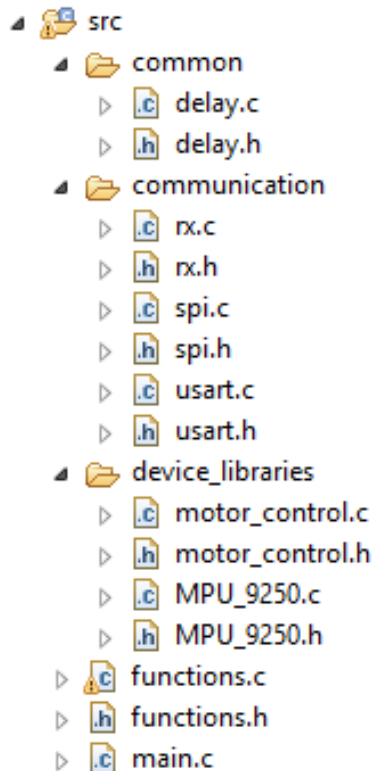 src
common
delay.c
delay.h
communication
rx.c
rx.h
spi.c
spi.h
usart.c
usart.h
device_libraries
motor_control.c
motor_control.h
MPU_9250.c
MPU_9250.h
functions.c
functions.h
main.c